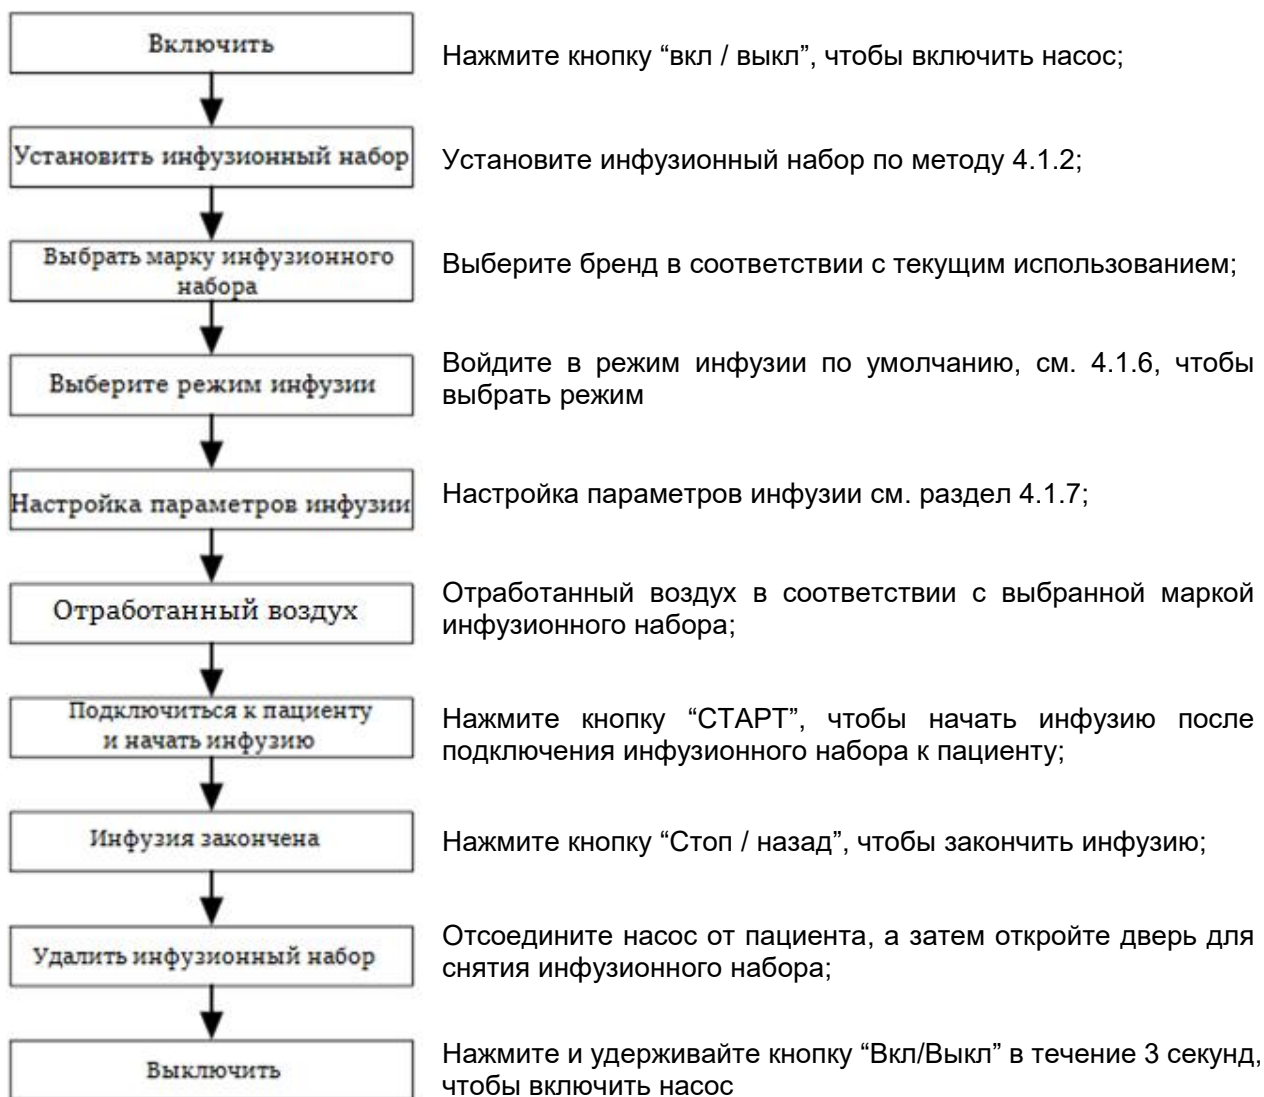 Включить
Нажмите кнопку “вкл / выкл”, чтобы включить насос;
Установить инфузионный набор
Установите инфузионный набор по методу 4.1.2;
Выбрать марку инфузионного
набора
Выберите бренд в соответствии с текущим использованием;
Выберите режим инфузии
Войдите в режим инфузии по умолчанию, см. 4.1.6, чтобы
выбрать режим
Настройка параметров инфузии
Настройка параметров инфузии см. раздел 4.1.7;
Отработанный воздух
Отработанный воздух в соответствии с выбранной маркой
инфузионного набора;
Подключиться к пациенту
и начать инфузию
Нажмите кнопку “СТАРТ”, чтобы начать инфузию после
подключения инфузионного набора к пациенту;
Инфузия закончена
Нажмите кнопку “Стоп / назад”, чтобы закончить инфузию;
Удалить инфузионный набор
Отсоедините насос от пациента, а затем откройте дверь для
снятия инфузионного набора;
Выключить
Нажмите и удерживайте кнопку “Вкл/Выкл” в течение 3 секунд,
чтобы включить насос